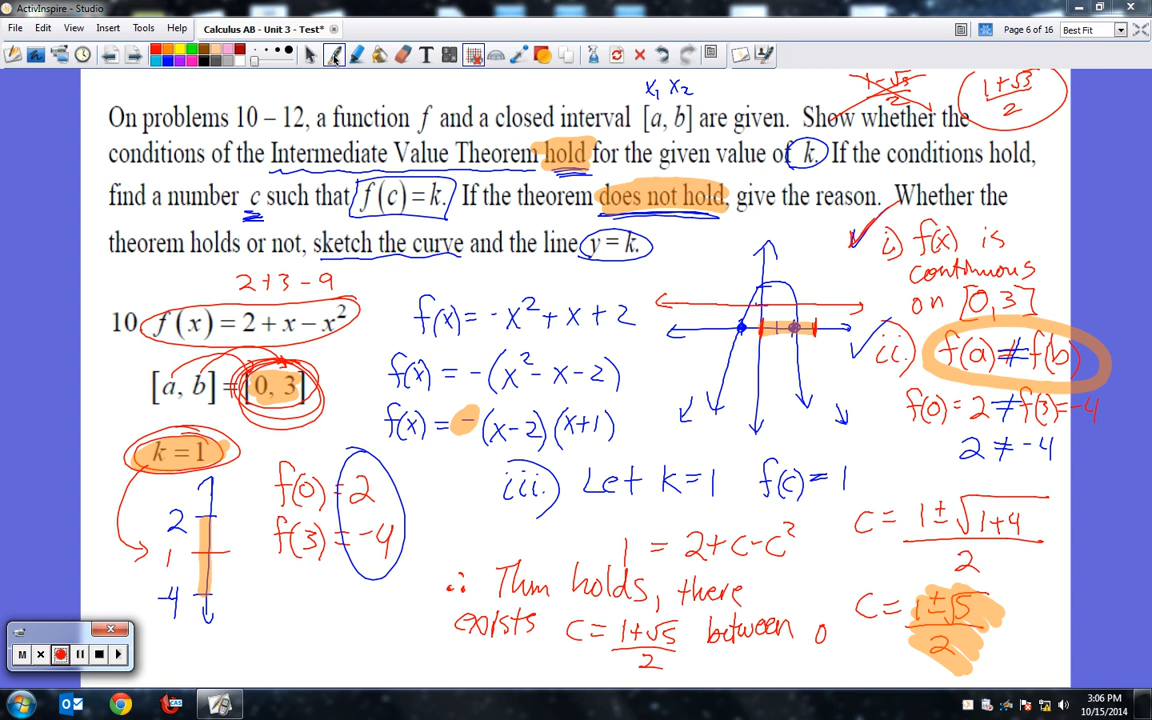 ActivInspire - Studio
File Edit View Insert Tools Help
Calculus AB - Unit 3 - Test*
Page 6 of 16
Best Fit
x₁ x₂
1-√5
2
1+√5
2
On problems 10 – 12, a function f and a closed interval [a, b] are given. Show whether the
conditions of the Intermediate Value Theorem hold for the given value of k. If the conditions hold,
find a number c such that f(c) = k. If the theorem does not hold, give the reason. Whether the
theorem holds or not, sketch the curve and the line y = k.
2+3-9
10. f(x) = 2 + x – x²
[a, b] = [0, 3]
k = 1
2
1
-4
f(0) = 2
f(3) = -4
f(x) = -x² + x + 2
f(x) = -(x² - x - 2)
f(x) = -(x-2)(x+1)
i) f(x) is
continuous
on [0,3]
ii.) f(a) ≠ f(b)
f(0) = 2 ≠ f(3) = -4
2 ≠ -4
iii.) Let k=1 f(c) = 1
1 = 2+c-c²
c = 1±√1+4
2
c = 1±√5
2
∴ Thm holds, there
exists c = 1+√5 between 0
2
M
3:06 PM
10/15/2014